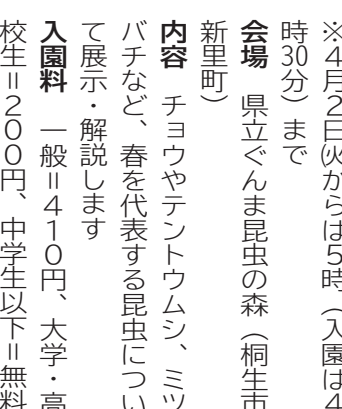 ※4月2日㈫からは5時（入園は4
時30分）まで
会場　県立ぐんま昆虫の森（桐生市
新里町）
内容　チョウやテントウムシ、ミツ
バチなど、春を代表する昆虫につい
て展示・解説します
入園料　一般＝410円、大学・高
校生＝200円、中学生以下＝無料